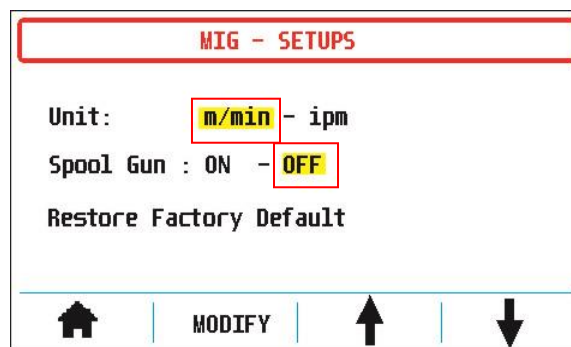 MIG - SETUPS
Unit: m/min - ipm
Spool Gun : ON - OFF
Restore Factory Default
MODIFY